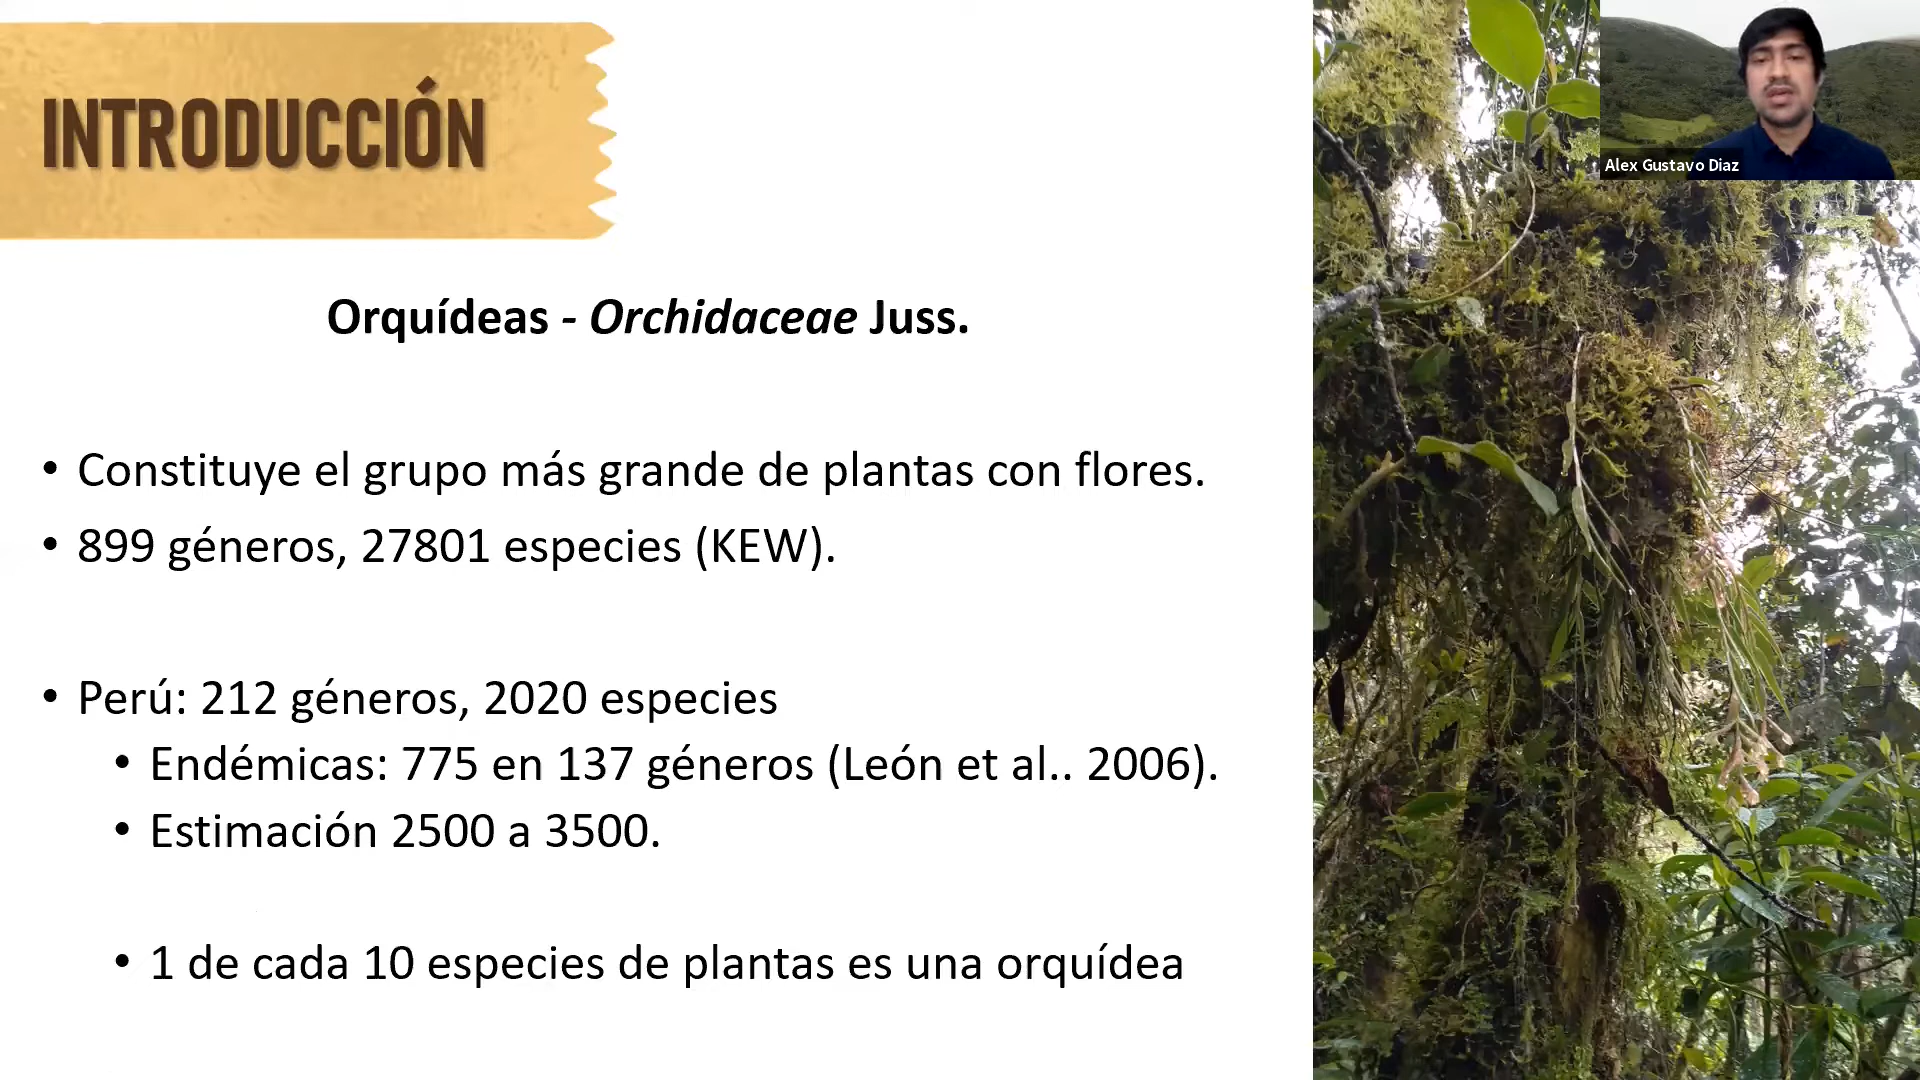 INTRODUCCIÓN
Alex Gustavo Diaz
Orquídeas - Orchidaceae Juss.
• Constituye el grupo más grande de plantas con flores.
• 899 géneros, 27801 especies (KEW).
• Perú: 212 géneros, 2020 especies
• Endémicas: 775 en 137 géneros (León et al.. 2006).
• Estimación 2500 a 3500.
• 1 de cada 10 especies de plantas es una orquídea